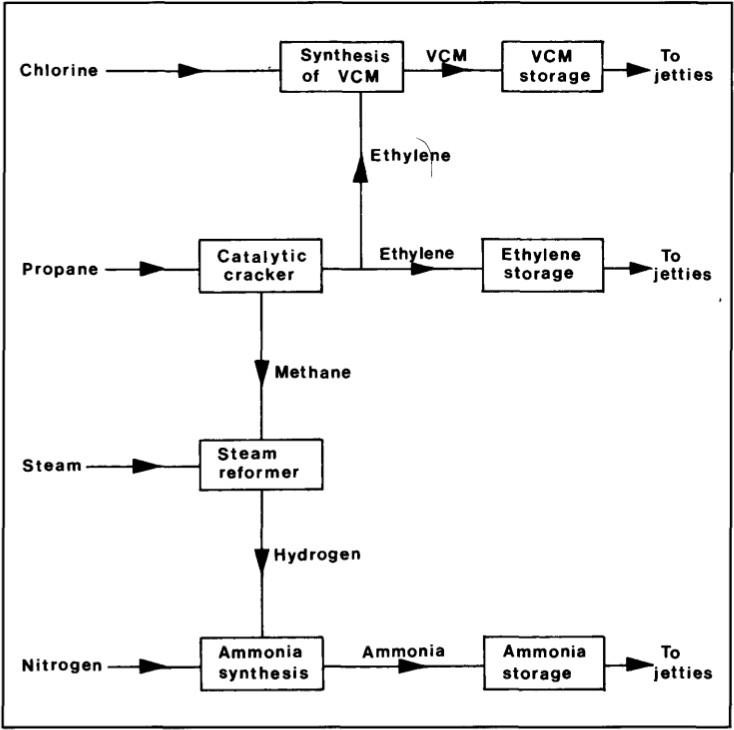 Chlorine
Synthesis
of VCM
VCM
VCM
storage
To
jetties
Ethylene
Propane
Catalytic
cracker
Ethylene
Ethylene
storage
To
jetties
Methane
Steam
Steam
reformer
Hydrogen
Nitrogen
Ammonia
synthesis
Ammonia
Ammonia
storage
To
jetties